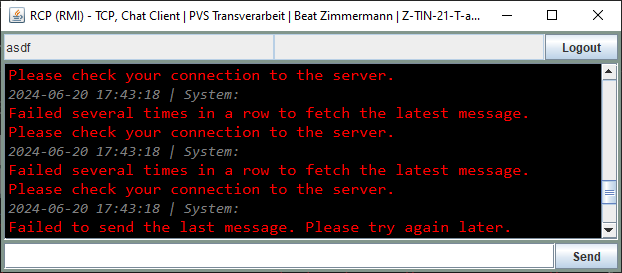 RCP (RMI) - TCP, Chat Client | PVS Transverarbeit | Beat Zimmermann | Z-TIN-21-T-a...
asdf
Logout
Please check your connection to the server.
2024-06-20 17:43:18 | System:
Failed several times in a row to fetch the latest message.
Please check your connection to the server.
2024-06-20 17:43:18 | System:
Failed several times in a row to fetch the latest message.
Please check your connection to the server.
2024-06-20 17:43:18 | System:
Failed to send the last message. Please try again later.
Send